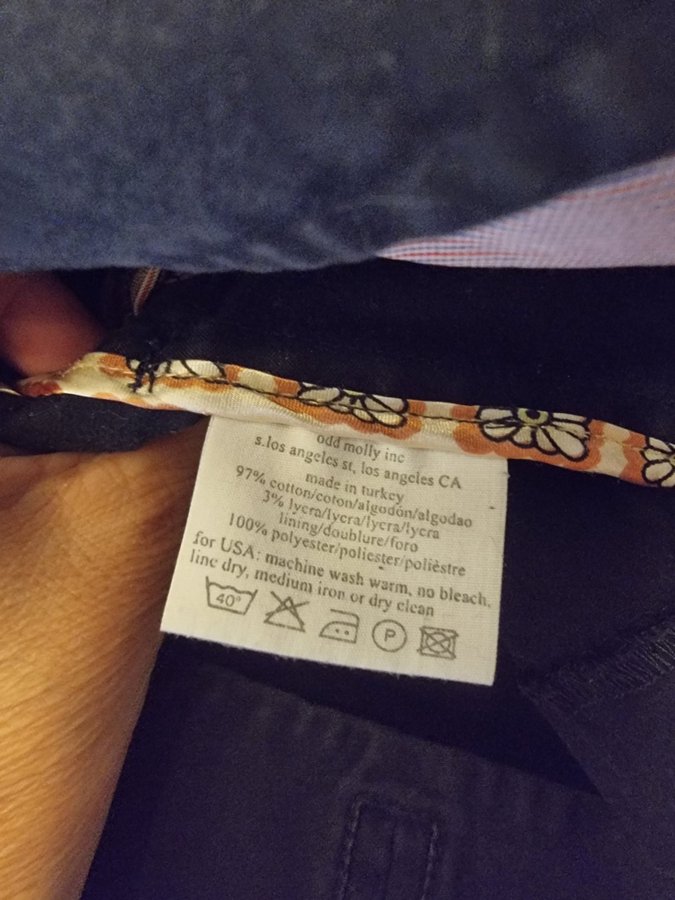 odd molly inc
s.los angeles st, los angeles CA
made in turkey
97% cotton/coton/algodón/algodao
3% lycra/lycra/lycra/lycra
lining/doublure/foro
100% polyester/poliester/polièstre
for USA: machine wash warm, no bleach,
line dry, medium iron or dry clean
40° P